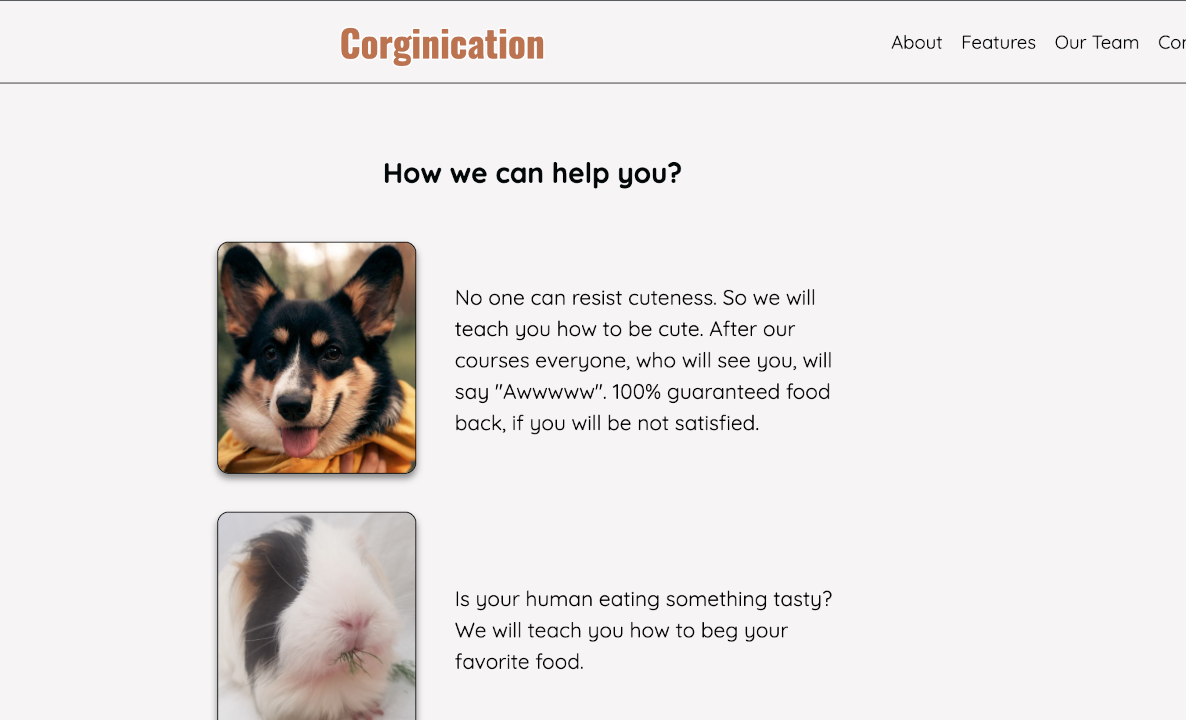 Corginication
About Features Our Team
How we can help you?
No one can resist cuteness. So we will
teach you how to be cute. After our
courses everyone, who will see you, will
say "Awwwww". 100% guaranteed food
back, if you will be not satisfied.
Is your human eating something tasty?
We will teach you how to beg your
favorite food.